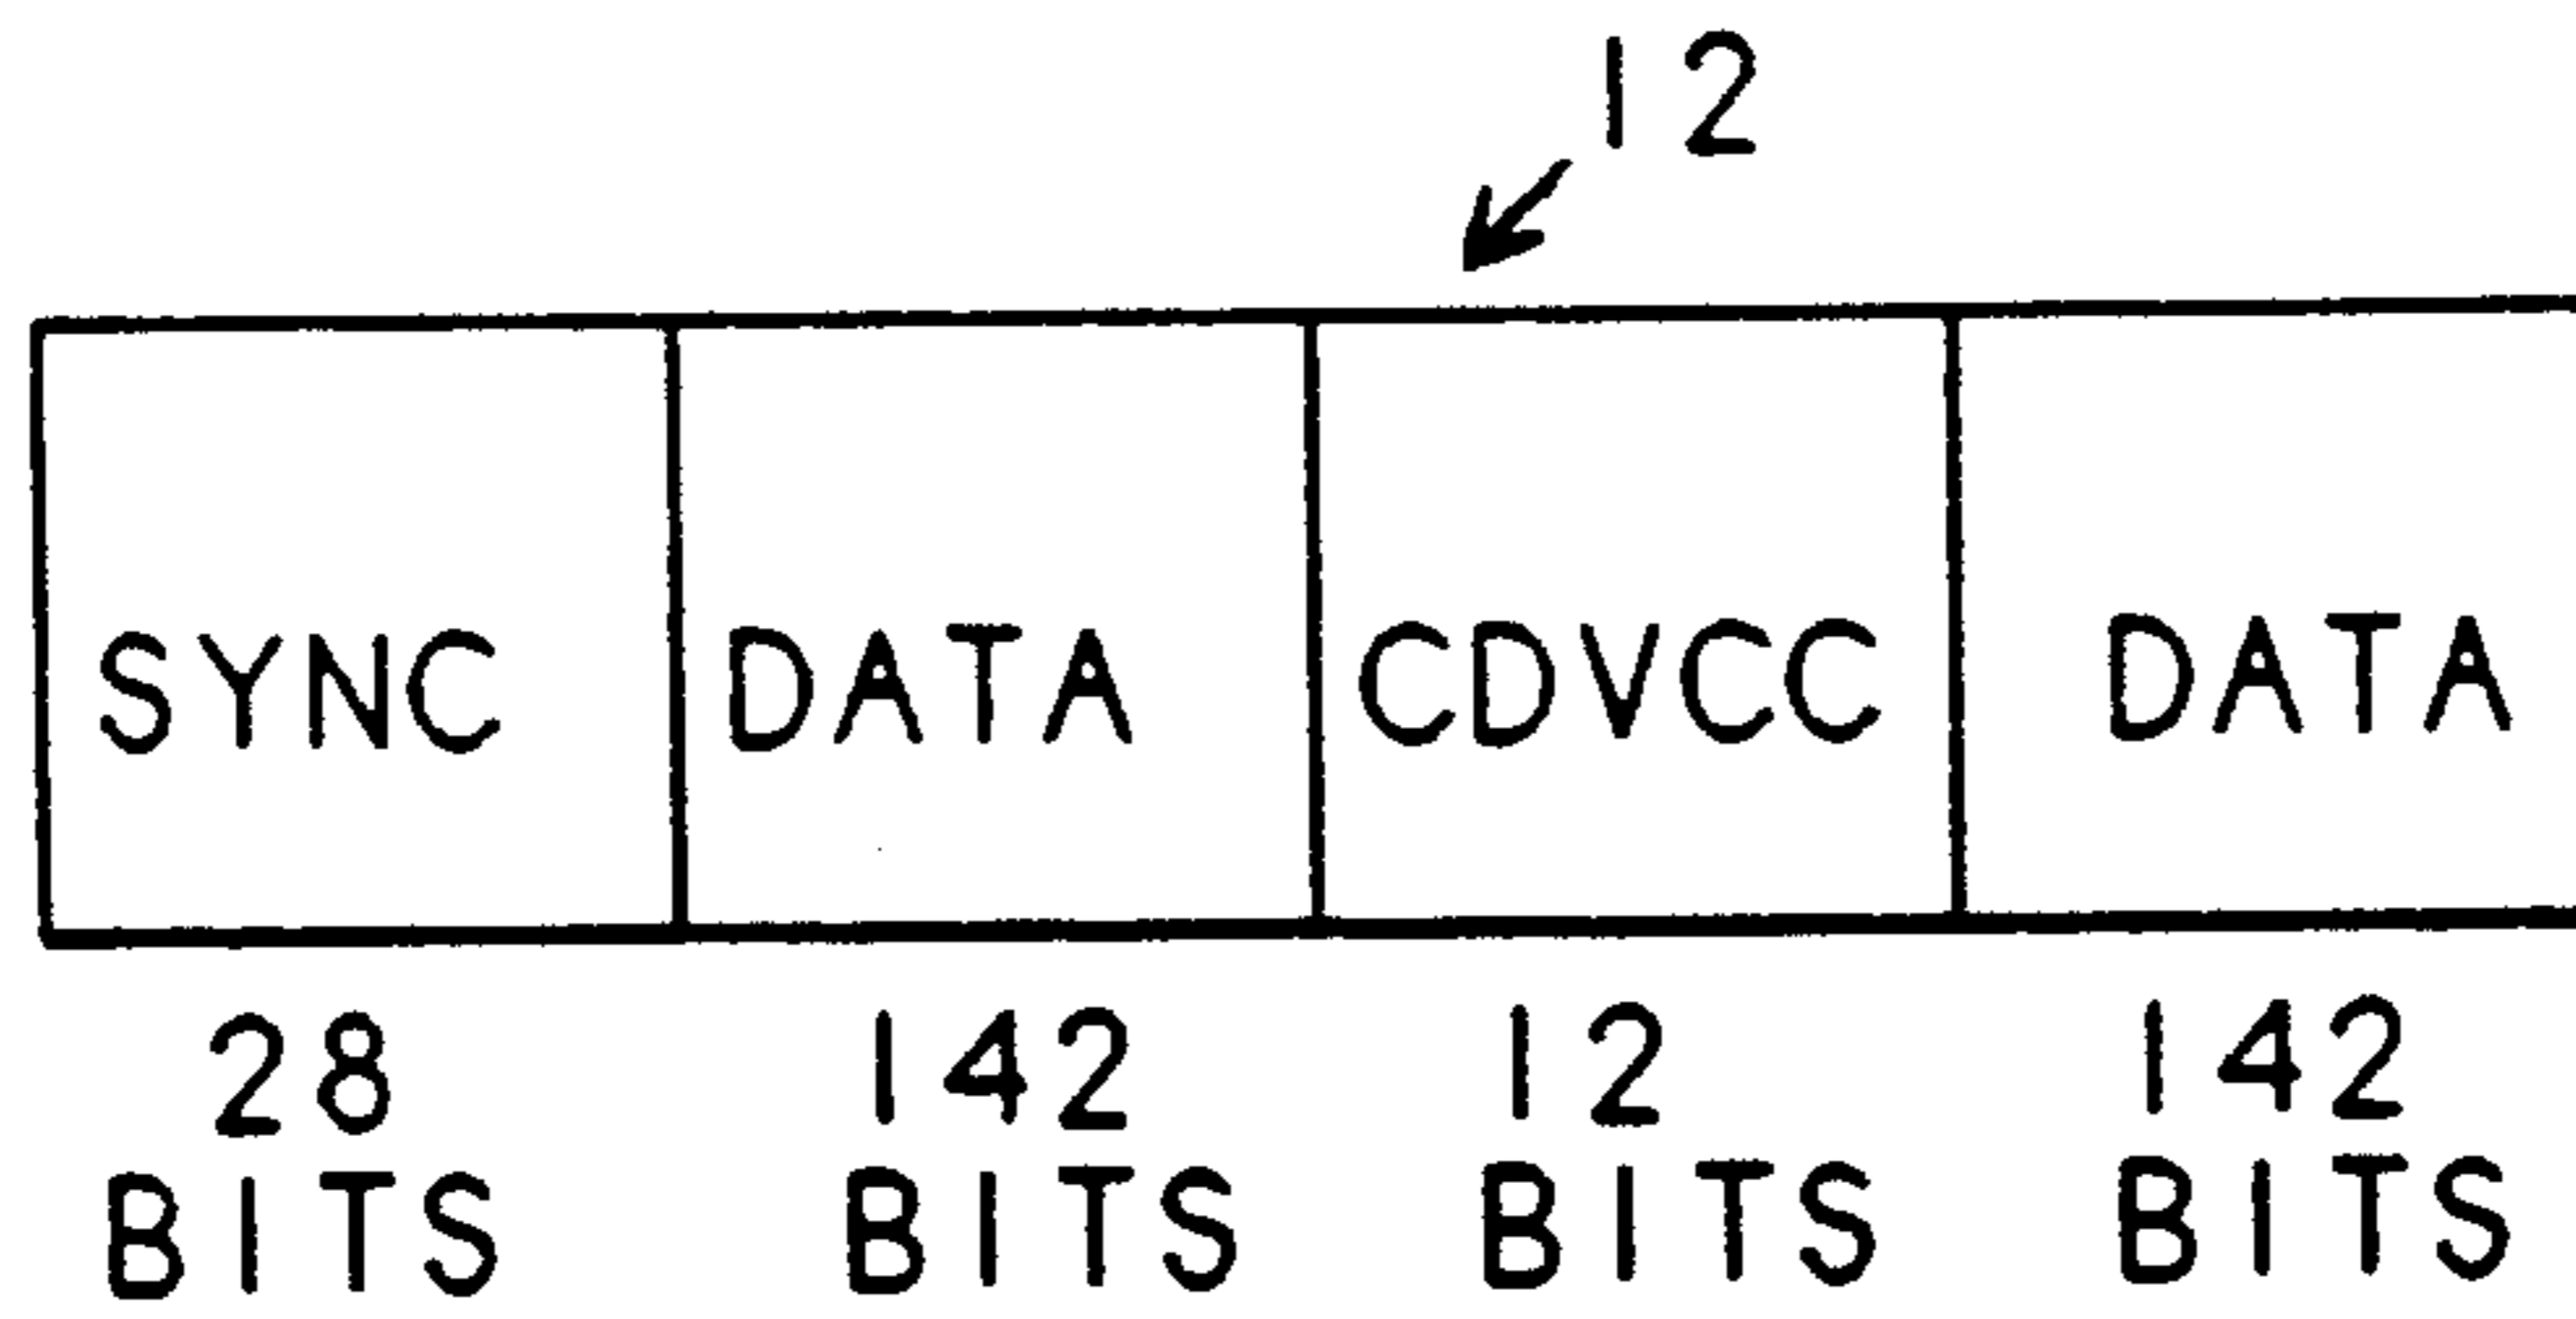 12
SYNC DATA CDVCC DATA
28 142 12 142
BITS BITS BITS BITS